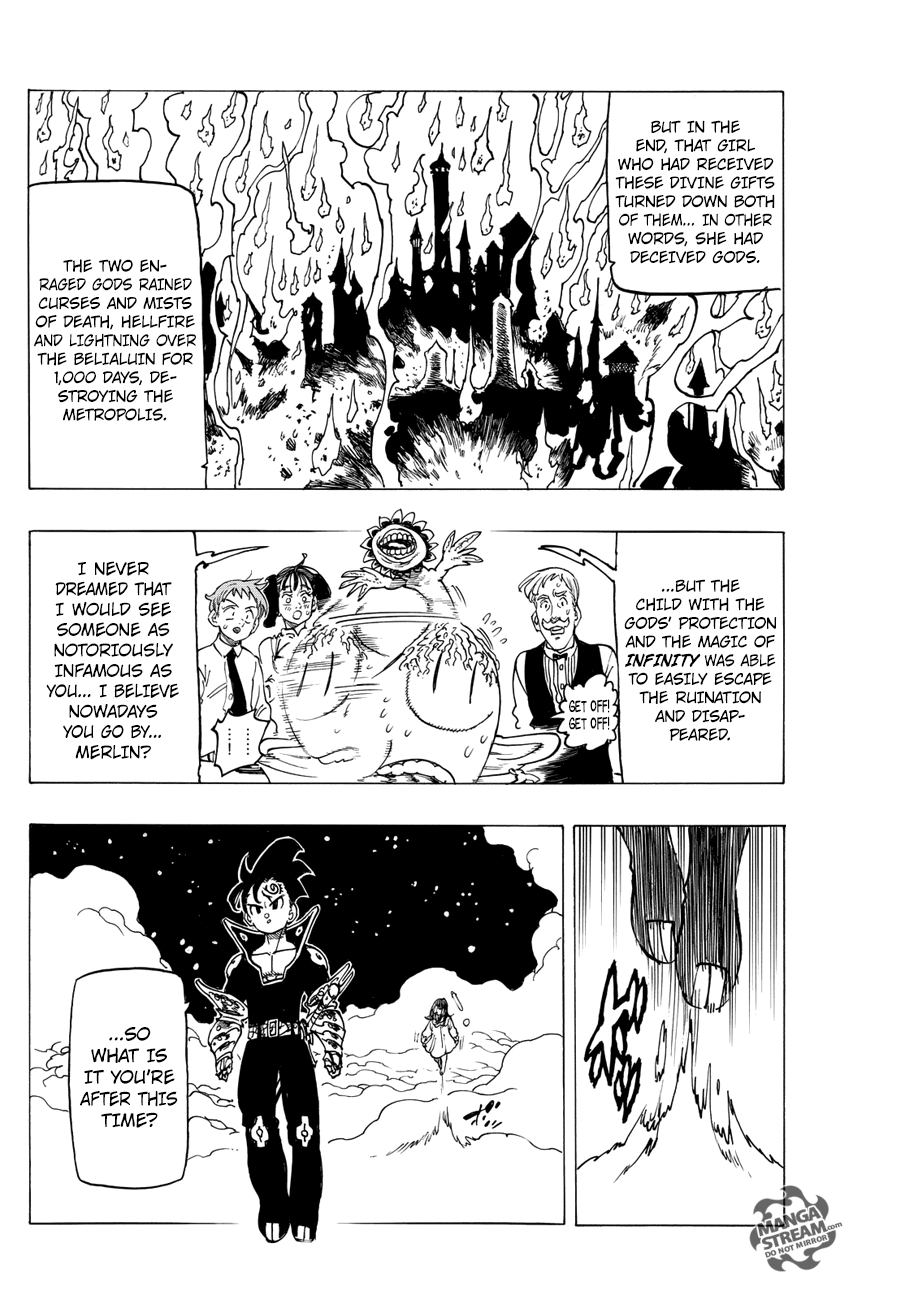 BUT IN THE
END, THAT GIRL
WHO HAD RECEIVED
THESE DIVINE GIFTS
TURNED DOWN BOTH
OF THEM... IN OTHER
WORDS, SHE HAD
DECEIVED GODS.
THE TWO EN-
RAGED GODS RAINED
CURSES AND MISTS
OF DEATH, HELLFIRE
AND LIGHTNING OVER
THE BELIALUIN FOR
1,000 DAYS, DE-
STROYING THE
METROPOLIS.
...BUT THE
CHILD WITH THE
GODS' PROTECTION
AND THE MAGIC OF
INFINITY WAS ABLE
TO EASILY ESCAPE
THE RUINATION
AND DISAP-
PEARED.
GET OFF!
GET OFF!
I NEVER
DREAMED THAT
I WOULD SEE
SOMEONE AS
NOTORIOUSLY
INFAMOUS AS
YOU... I BELIEVE
NOWADAYS
YOU GO BY...
MERLIN?
...SO
WHAT IS
IT YOU'RE
AFTER THIS
TIME?
MANGA
STREAM.com
DO NOT MIRROR